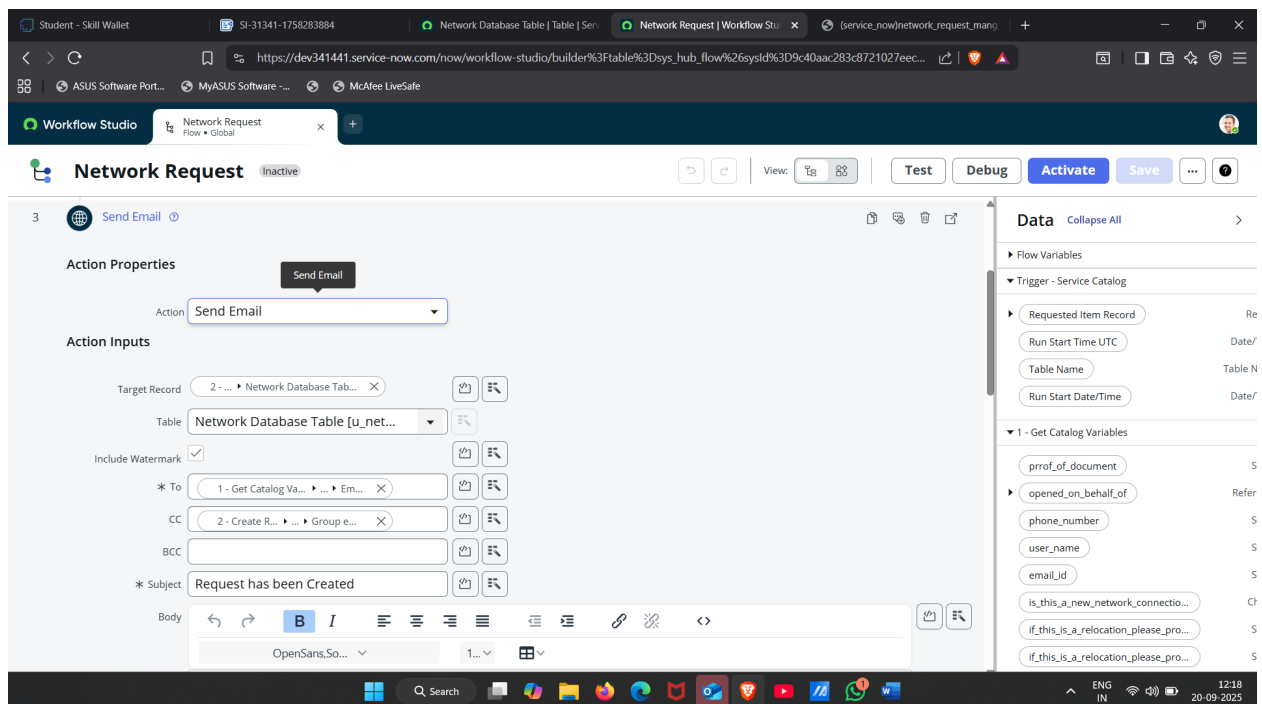 Student - Skill Wallet
SI-31341-1758283884
Network Database Table | Table | Serv
Network Request | Workflow Stu
(service_now)network_request_mang
https://dev341441.service-now.com/now/workflow-studio/builder%3Ftable%3Dsys_hub_flow%26sysId%3D9c40aac283c8721027eec...
ASUS Software Port...
MyASUS Software -...
McAfee LiveSafe
Workflow Studio
Network Request
Flow • Global
Network Request
Inactive
View:
Test
Debug
Activate
Save
3
Send Email
Action Properties
Send Email
Action
Send Email
Action Inputs
Target Record
2 - ... Network Database Tab...
Table
Network Database Table [u_net...
Include Watermark
* To
1 - Get Catalog Va... ... Em...
CC
2 - Create R... ... Group e...
BCC
* Subject
Request has been Created
Body
B
I
OpenSans,So...
1...
Data
Collapse All
Flow Variables
Trigger - Service Catalog
Requested Item Record
Re
Run Start Time UTC
Date/
Table Name
Table N
Run Start Date/Time
Date/
1 - Get Catalog Variables
prrof_of_document
S
opened_on_behalf_of
Refer
phone_number
S
user_name
S
email_id
S
is_this_a_new_network_connectio...
Ch
if_this_is_a_relocation_please_pro...
S
if_this_is_a_relocation_please_pro...
S
Search
1
ENG
IN
12:18
20-09-2025